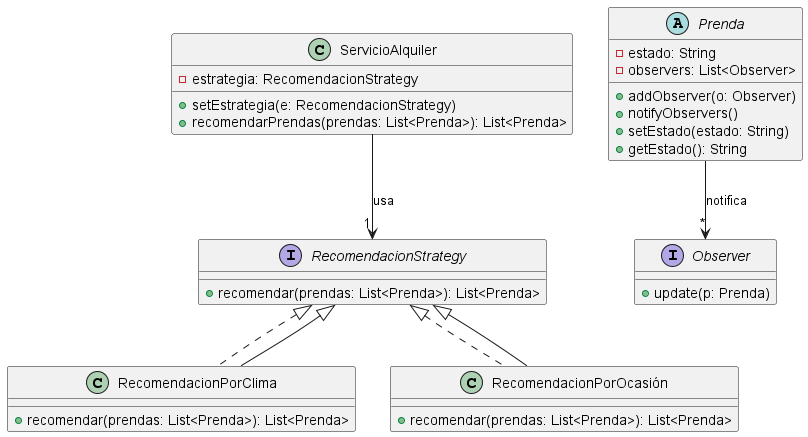 C ServicioAlquiler
estrategia: RecomendacionStrategy
setEstrategia(e: RecomendacionStrategy)
recomendarPrendas(prendas: List<Prenda>): List<Prenda>
A Prenda
estado: String
observers: List<Observer>
addObserver(o: Observer)
notifyObservers()
setEstado(estado: String)
getEstado(): String
usa
1
notifica
*
I RecomendacionStrategy
recomendar(prendas: List<Prenda>): List<Prenda>
I Observer
update(p: Prenda)
C RecomendacionPorClima
recomendar(prendas: List<Prenda>): List<Prenda>
C RecomendacionPorOcasión
recomendar(prendas: List<Prenda>): List<Prenda>